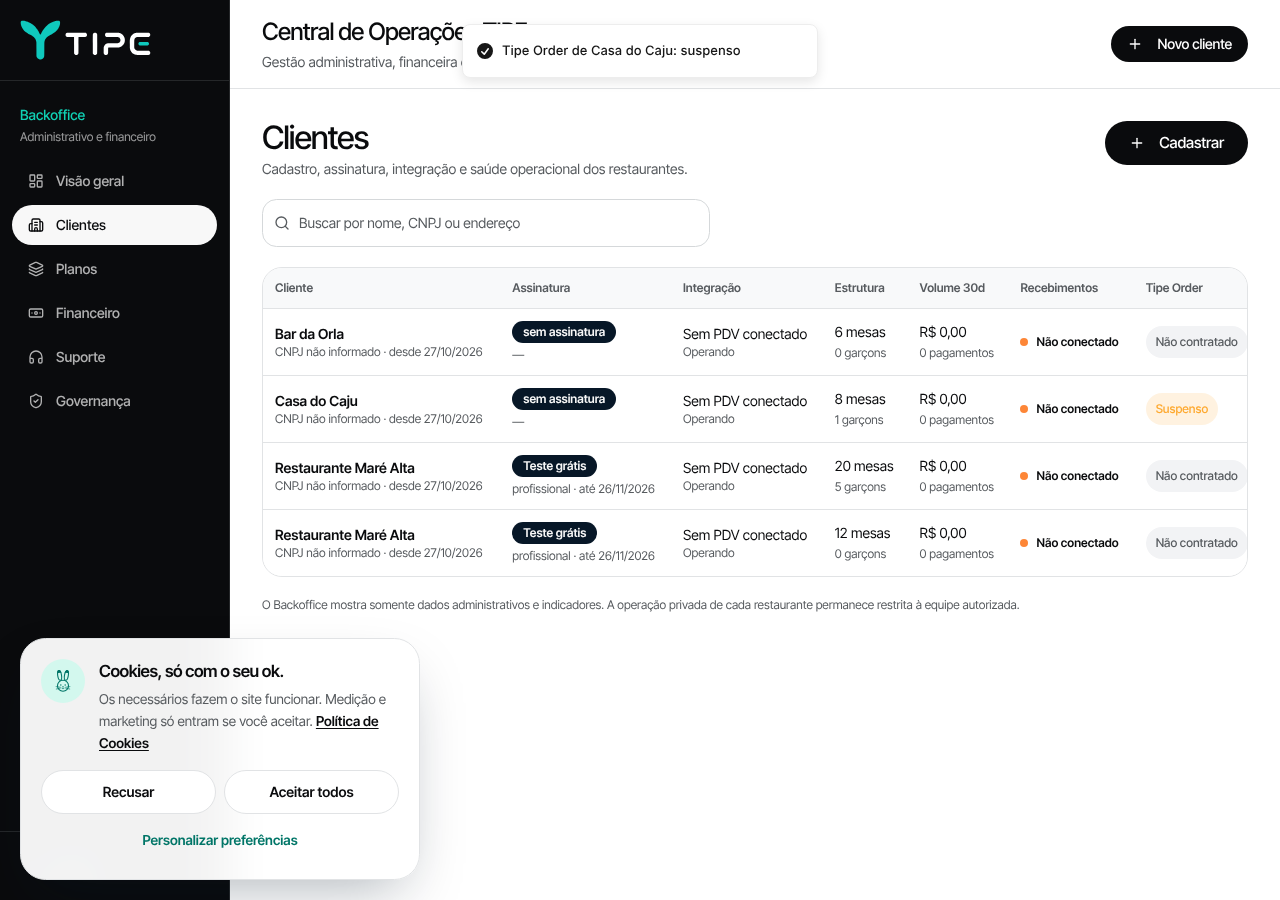 TIPE
Central de Operações TIPE
Gestão administrativa, financeira
Tipe Order de Casa do Caju: suspenso
Novo cliente
Backoffice
Administrativo e financeiro
Visão geral
Clientes
Planos
Financeiro
Suporte
Governança
Clientes
Cadastro, assinatura, integração e saúde operacional dos restaurantes.
Cadastrar
Buscar por nome, CNPJ ou endereço
Cliente Assinatura Integração Estrutura Volume 30d Recebimentos Tipe Order
Bar da Orla sem assinatura Sem PDV conectado 6 mesas R$ 0,00 Não conectado Não contratado
CNPJ não informado · desde 27/10/2026 — Operando 0 garçons 0 pagamentos
Casa do Caju sem assinatura Sem PDV conectado 8 mesas R$ 0,00 Não conectado Suspenso
CNPJ não informado · desde 27/10/2026 — Operando 1 garçons 0 pagamentos
Restaurante Maré Alta Teste grátis Sem PDV conectado 20 mesas R$ 0,00 Não conectado Não contratado
CNPJ não informado · desde 27/10/2026 profissional · até 26/11/2026 Operando 5 garçons 0 pagamentos
Restaurante Maré Alta Teste grátis Sem PDV conectado 12 mesas R$ 0,00 Não conectado Não contratado
CNPJ não informado · desde 27/10/2026 profissional · até 26/11/2026 Operando 0 garçons 0 pagamentos
O Backoffice mostra somente dados administrativos e indicadores. A operação privada de cada restaurante permanece restrita à equipe autorizada.
Cookies, só com o seu ok.
Os necessários fazem o site funcionar. Medição e
marketing só entram se você aceitar. Política de
Cookies
Recusar
Aceitar todos
Personalizar preferências